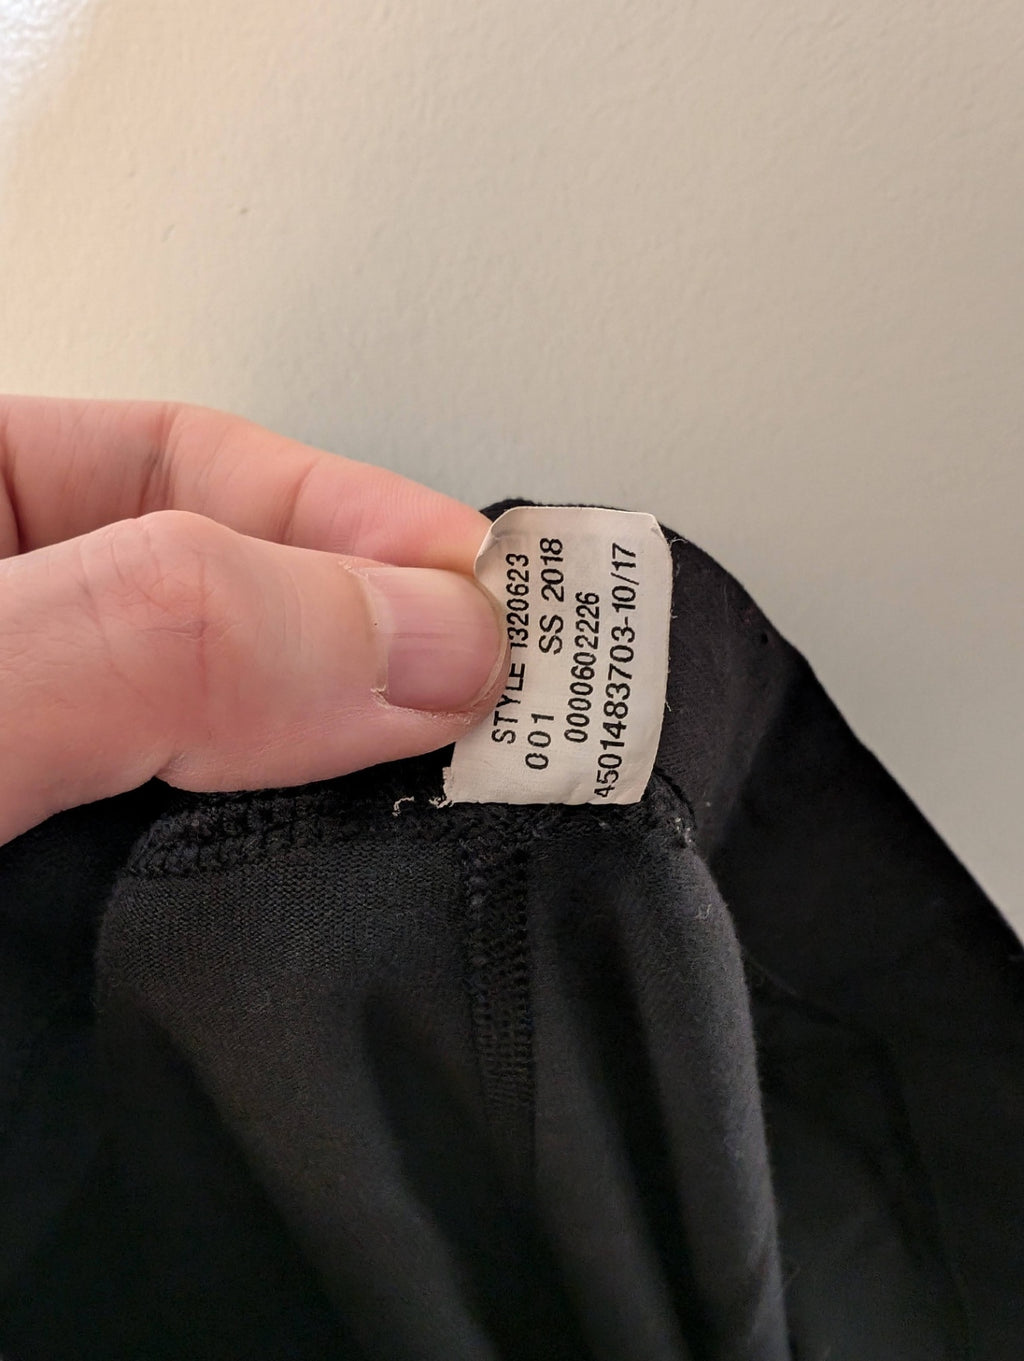 STYLE 1320623
001 SS 2018
0000602226
4501483703-10/17